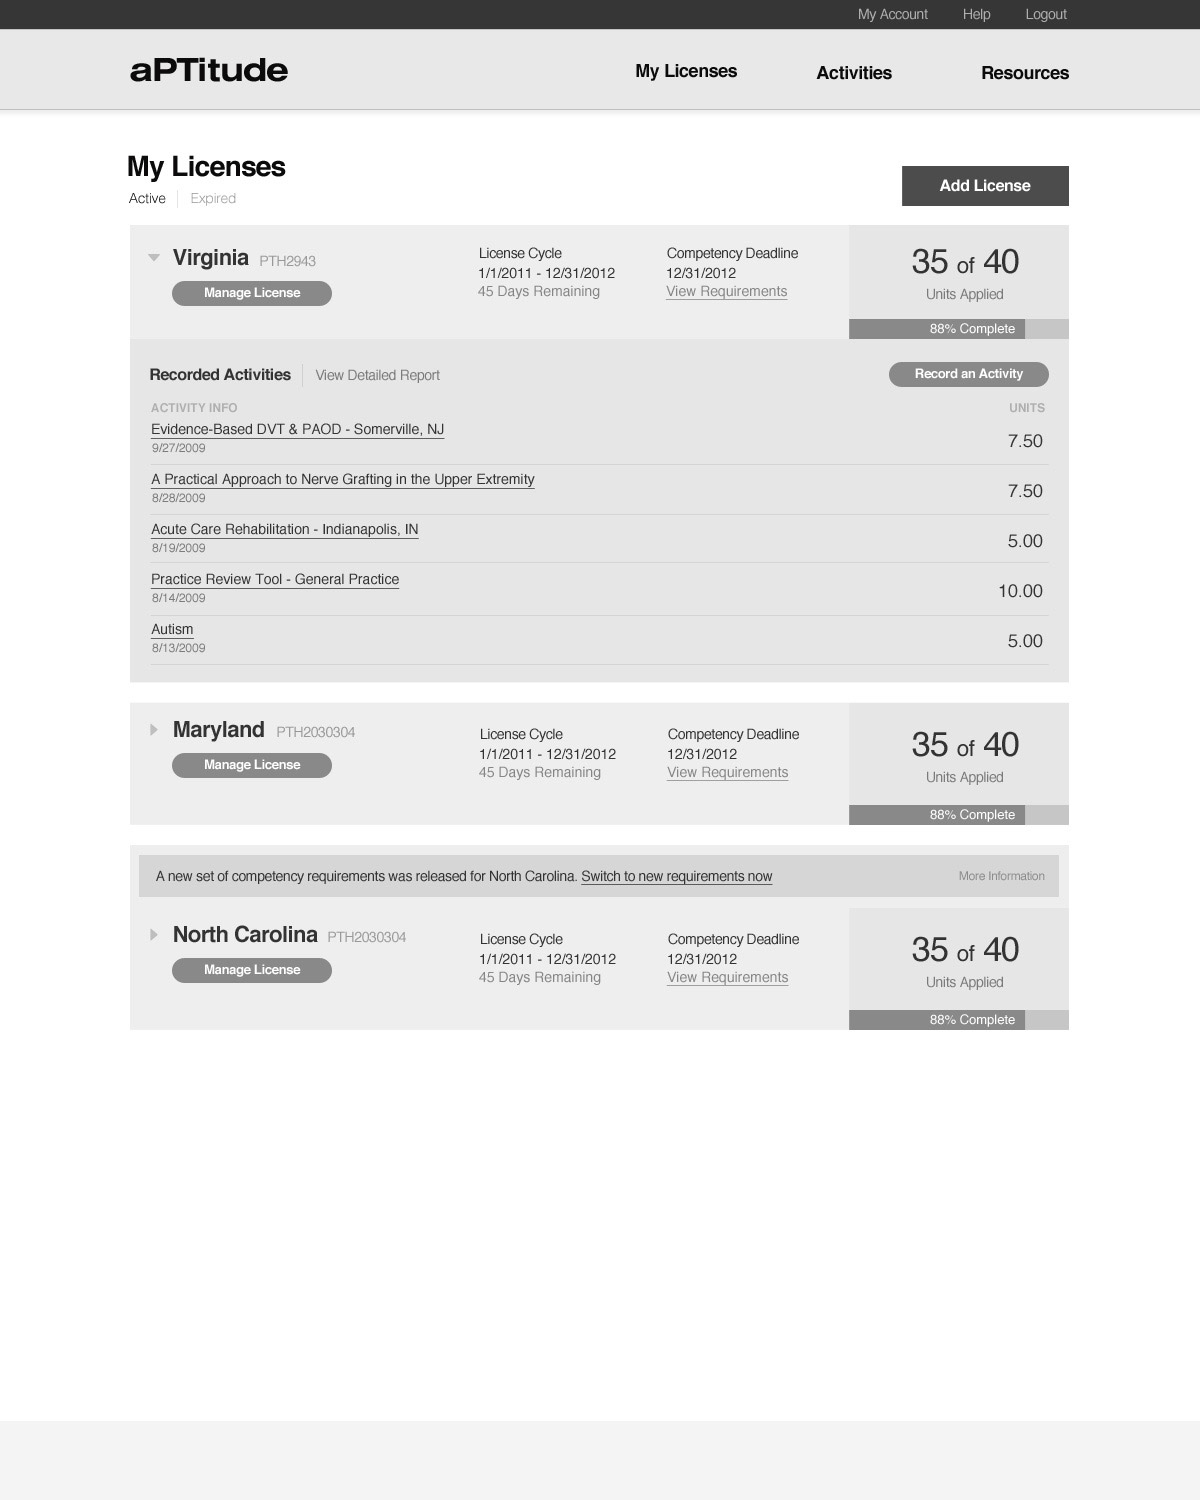 My Account Help Logout
aPTitude
My Licenses Activities Resources
My Licenses
Active Expired
Add License
Virginia PTH2943
Manage License
License Cycle
1/1/2011 - 12/31/2012
45 Days Remaining
Competency Deadline
12/31/2012
View Requirements
35 of 40
Units Applied
88% Complete
Recorded Activities View Detailed Report
Record an Activity
ACTIVITY INFO UNITS
Evidence-Based DVT & PAOD - Somerville, NJ
9/27/2009
7.50
A Practical Approach to Nerve Grafting in the Upper Extremity
8/28/2009
7.50
Acute Care Rehabilitation - Indianapolis, IN
8/19/2009
5.00
Practice Review Tool - General Practice
8/14/2009
10.00
Autism
8/13/2009
5.00
Maryland PTH2030304
Manage License
License Cycle
1/1/2011 - 12/31/2012
45 Days Remaining
Competency Deadline
12/31/2012
View Requirements
35 of 40
Units Applied
88% Complete
A new set of competency requirements was released for North Carolina. Switch to new requirements now
More Information
North Carolina PTH2030304
Manage License
License Cycle
1/1/2011 - 12/31/2012
45 Days Remaining
Competency Deadline
12/31/2012
View Requirements
35 of 40
Units Applied
88% Complete